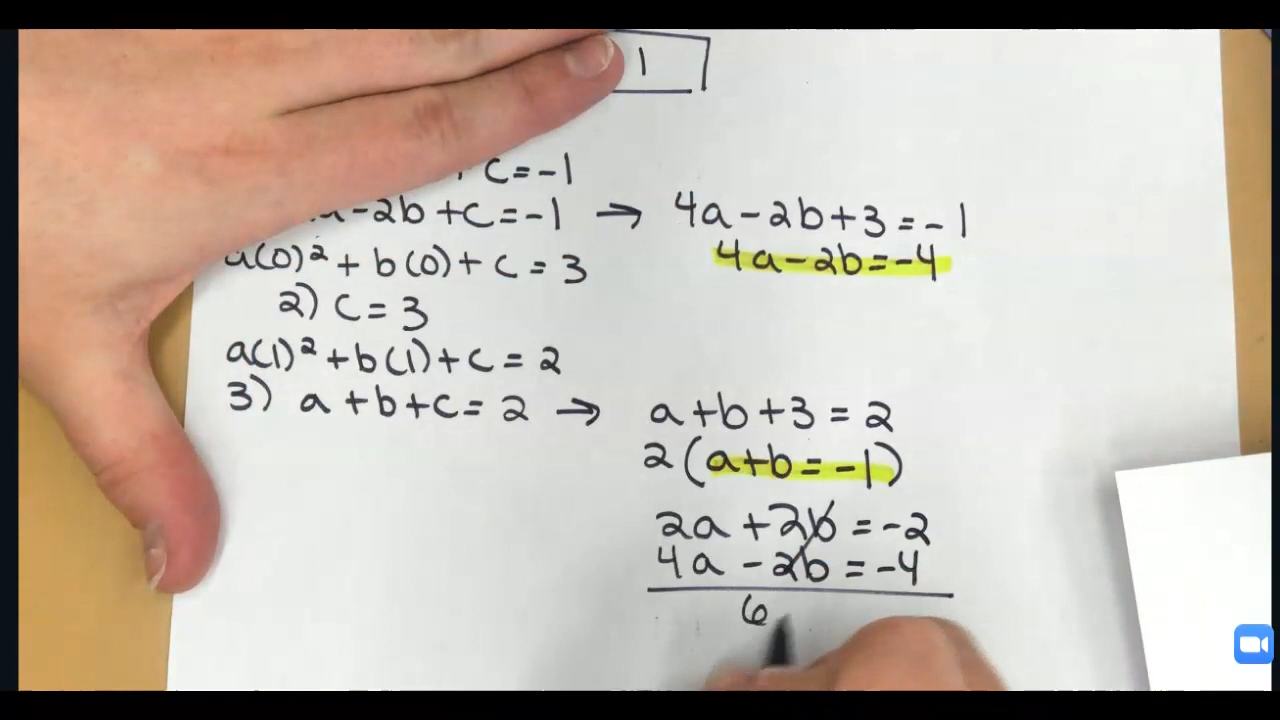 1
c = -1
-2b + c = -1 → 4a - 2b + 3 = -1
4a - 2b = -4
a(0)² + b(0) + c = 3
2) c = 3
a(1)² + b(1) + c = 2
3) a + b + c = 2 → a + b + 3 = 2
2(a + b = -1)
2a + 2b = -2
4a - 2b = -4
6